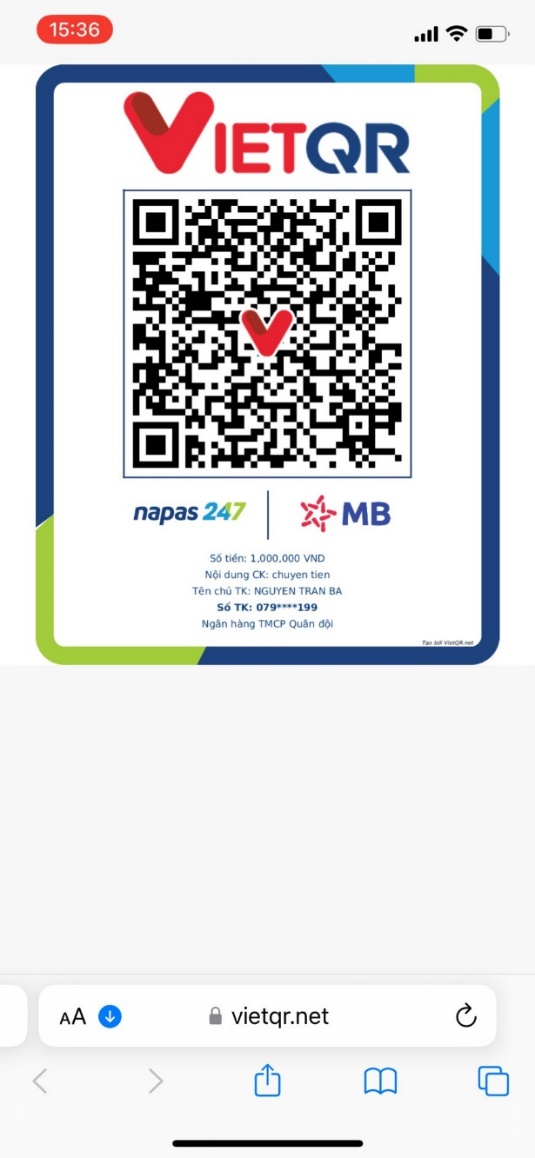 15:36
VIETQR
napas 247
MB
Số tiền: 1,000,000 VND
Nội dung CK: chuyen tien
Tên chủ TK: NGUYEN TRAN BA
Số TK: 079****199
Ngân hàng TMCP Quân đội
Tạo bởi VietQR.net
AA vietqr.net